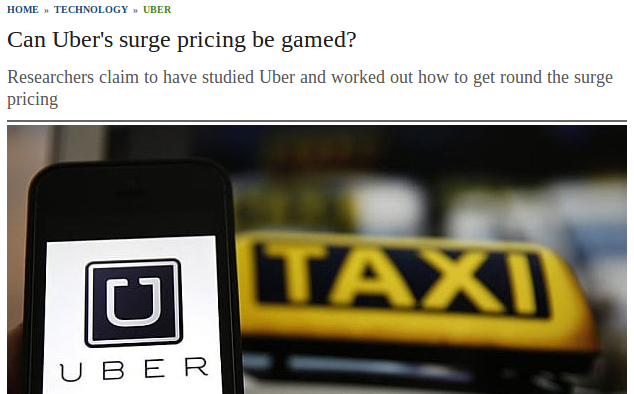 HOME » TECHNOLOGY » UBER
Can Uber's surge pricing be gamed?
Researchers claim to have studied Uber and worked out how to get round the surge
pricing
U
UBER
TAXI